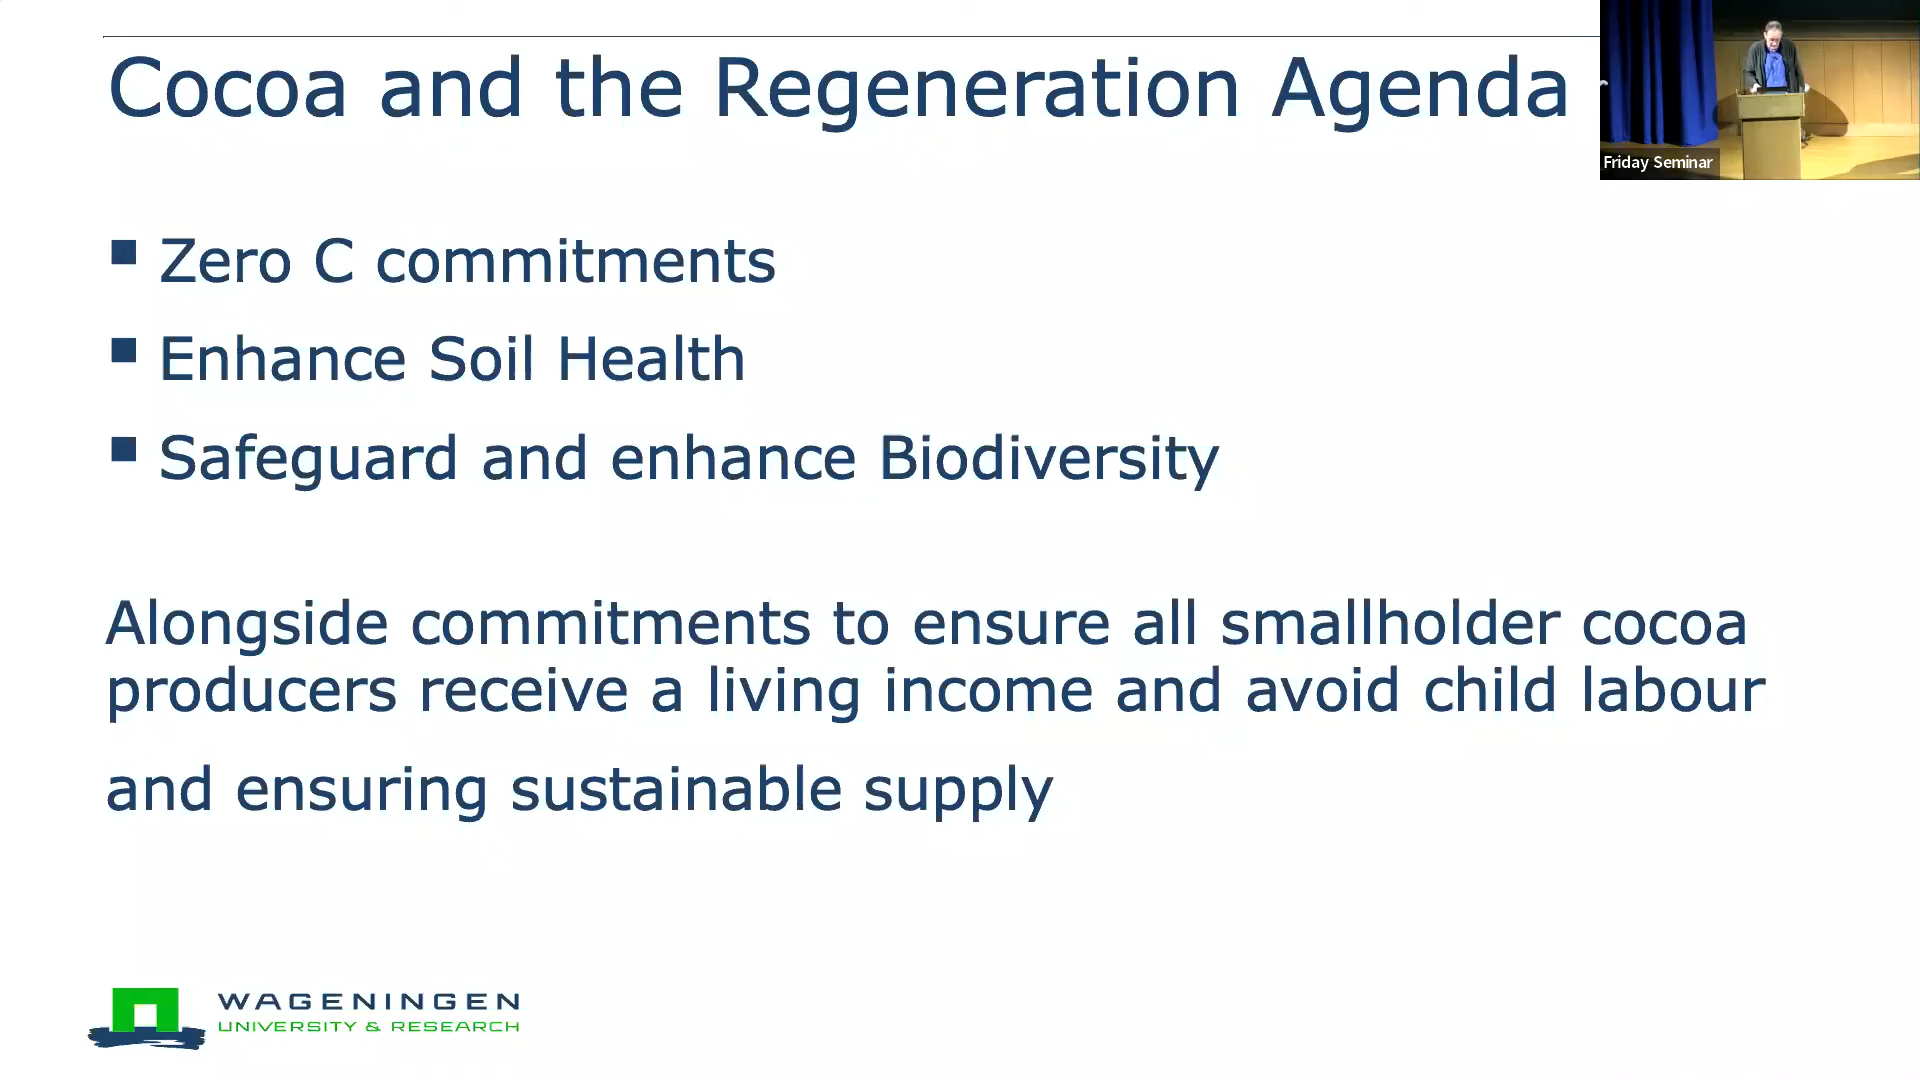 Cocoa and the Regeneration Agenda
Friday Seminar
Zero C commitments
Enhance Soil Health
Safeguard and enhance Biodiversity
Alongside commitments to ensure all smallholder cocoa
producers receive a living income and avoid child labour
and ensuring sustainable supply
WAGENINGEN
UNIVERSITY & RESEARCH